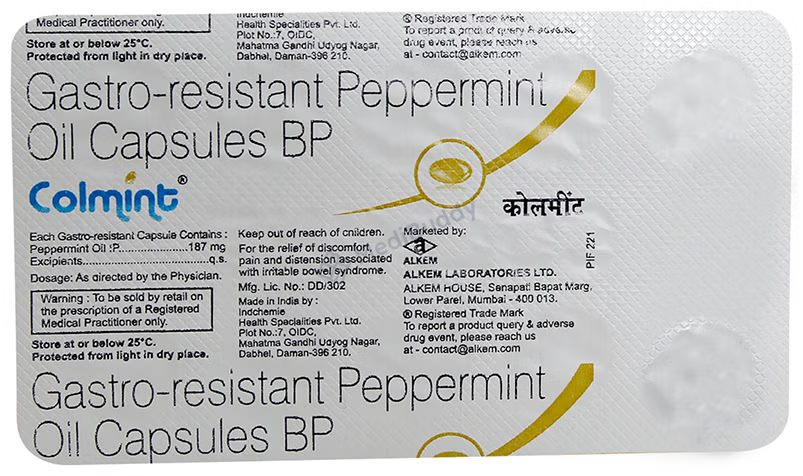 Medical Practitioner only.
Store at or below 25°C.
Protected from light in dry place.
Indchemie
Health Specialities Pvt. Ltd.
Plot No.:7, OIDC,
Mahatma Gandhi Udyog Nagar,
Dabhel, Daman-396 210.
® Registered Trade Mark
To report a product query & adverse
drug event, please reach us
at - contact@alkem.com
Gastro-resistant Peppermint
Oil Capsules BP
Colmint®
कोलमींट
Each Gastro-resistant Capsule Contains :
Peppermint Oil IP..................187 mg
Excipients.................................q.s.
Dosage: As directed by the Physician.
Warning : To be sold by retail on
the prescription of a Registered
Medical Practitioner only.
Store at or below 25°C.
Protected from light in dry place.
Keep out of reach of children.
For the relief of discomfort,
pain and distension associated
with irritable bowel syndrome.
Mfg. Lic. No.: DD/302
Made in India by :
Indchemie
Health Specialities Pvt. Ltd.
Plot No.:7, OIDC,
Mahatma Gandhi Udyog Nagar,
Dabhel, Daman-396 210.
Marketed by:
a
ALKEM
ALKEM LABORATORIES LTD.
ALKEM HOUSE, Senapati Bapat Marg,
Lower Parel, Mumbai - 400 013.
® Registered Trade Mark
To report a product query & adverse
drug event, please reach us
at - contact@alkem.com
PIF 221
MediBuddy
Gastro-resistant Peppermint
Oil Capsules BP